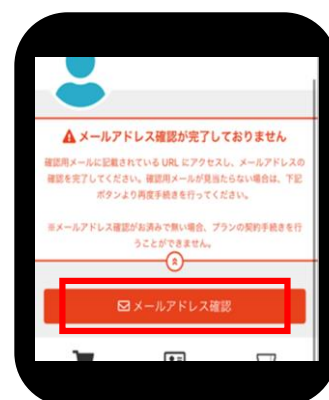 メールアドレス確認が完了しておりません
確認用メールに記載されている URL にアクセスし、メールアドレスの
確認を完了してください。確認用メールが見当たらない場合は、下記
ボタンより再度手続きを行ってください。
※メールアドレス確認がお済みで無い場合、プランの契約手続きを行
うことができません。
メールアドレス確認